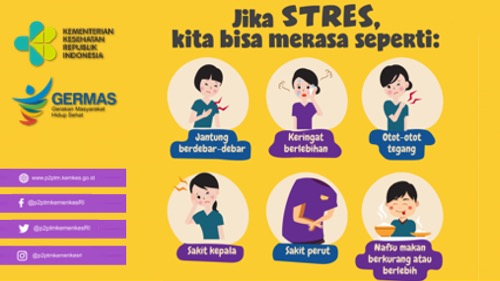 KEMENTERIAN
KESEHATAN
REPUBLIK
INDONESIA
GERMAS
Gerakan Masyarakat
Hidup Sehat
www.p2ptm.kemkes.go.id
@p2ptmkemenkesRI
@p2ptmkemenkesRI
@p2ptmkemenkesri
Jika STRES,
kita bisa merasa seperti:
Jantung
berdebar-debar
Keringat
berlebihan
Otot-otot
tegang
Sakit kepala
Sakit perut
Nafsu makan
berkurang atau
berlebih